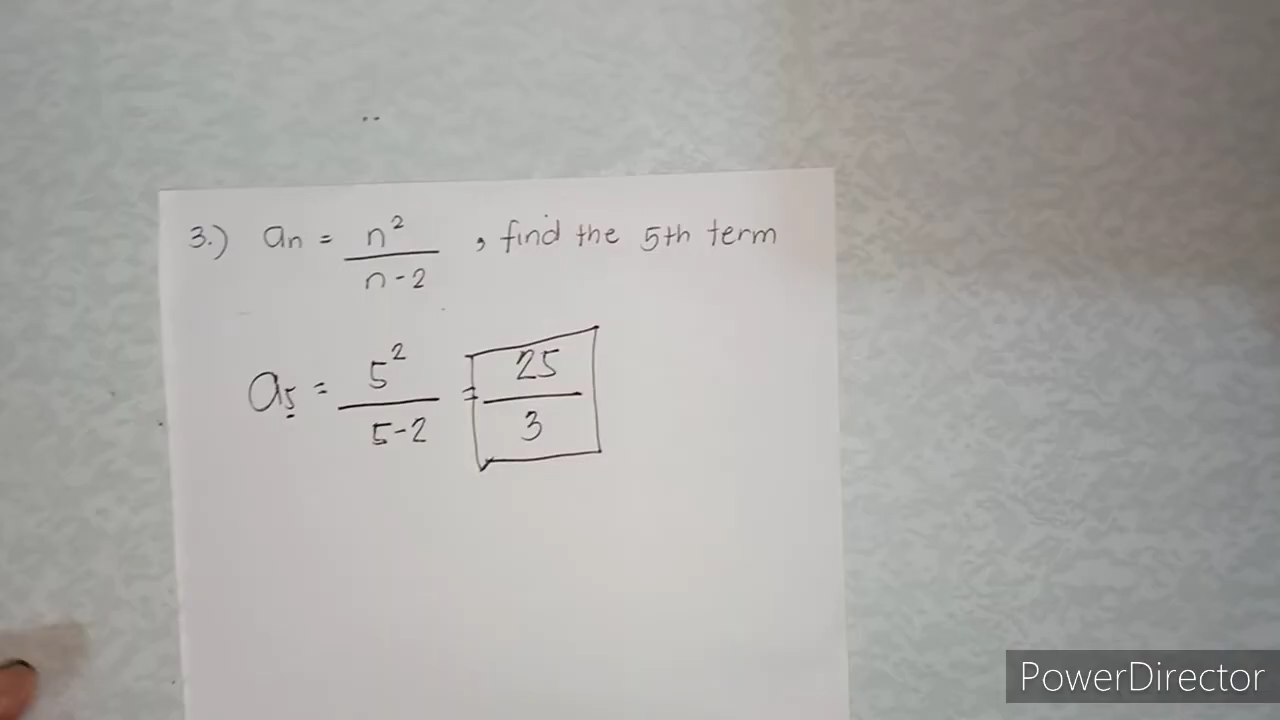 3.) an = n²/n-2 , find the 5th term
a5 = 5²/5-2 = 25/3
PowerDirector